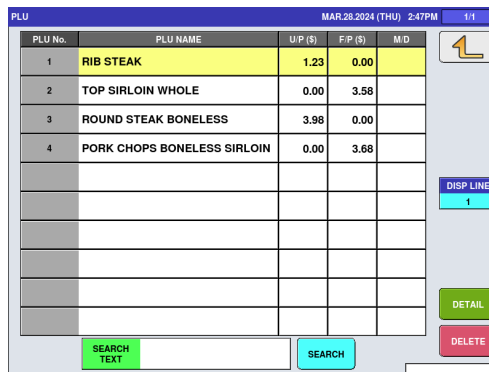 PLU MAR.28.2024 (THU) 2:47PM 1/1
PLU No. PLU NAME U/P ($) F/P ($) M/D
1 RIB STEAK 1.23 0.00
2 TOP SIRLOIN WHOLE 0.00 3.58
3 ROUND STEAK BONELESS 3.98 0.00
4 PORK CHOPS BONELESS SIRLOIN 0.00 3.68
DISP LINE
1
DETAIL
DELETE
SEARCH
TEXT
SEARCH